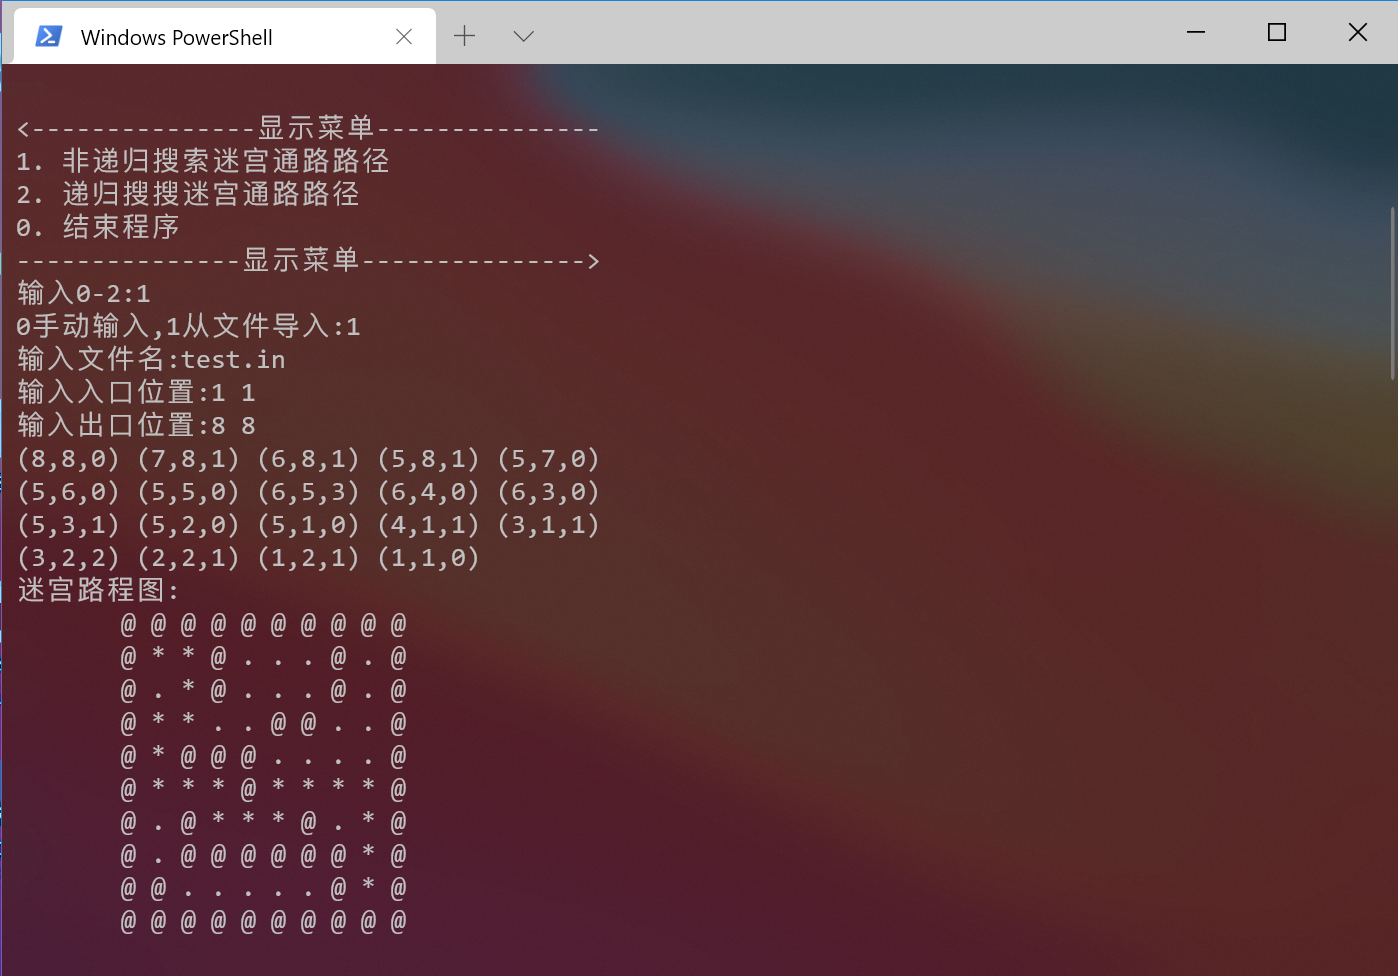 Windows PowerShell
<---------------显示菜单---------------
1. 非递归搜索迷宫通路路径
2. 递归搜搜迷宫通路路径
0. 结束程序
---------------显示菜单--------------->
输入0-2:1
0手动输入,1从文件导入:1
输入文件名:test.in
输入入口位置:1 1
输入出口位置:8 8
(8,8,0) (7,8,1) (6,8,1) (5,8,1) (5,7,0)
(5,6,0) (5,5,0) (6,5,3) (6,4,0) (6,3,0)
(5,3,1) (5,2,0) (5,1,0) (4,1,1) (3,1,1)
(3,2,2) (2,2,1) (1,2,1) (1,1,0)
迷宫路程图:
@ @ @ @ @ @ @ @ @ @
@ * * @ . . . @ . @
@ . * @ . . . @ . @
@ * * . . @ @ . . @
@ * @ @ @ . . . . @
@ * * * @ * * * * @
@ . @ * * * @ . * @
@ . @ @ @ @ @ @ * @
@ @ . . . . . @ * @
@ @ @ @ @ @ @ @ @ @